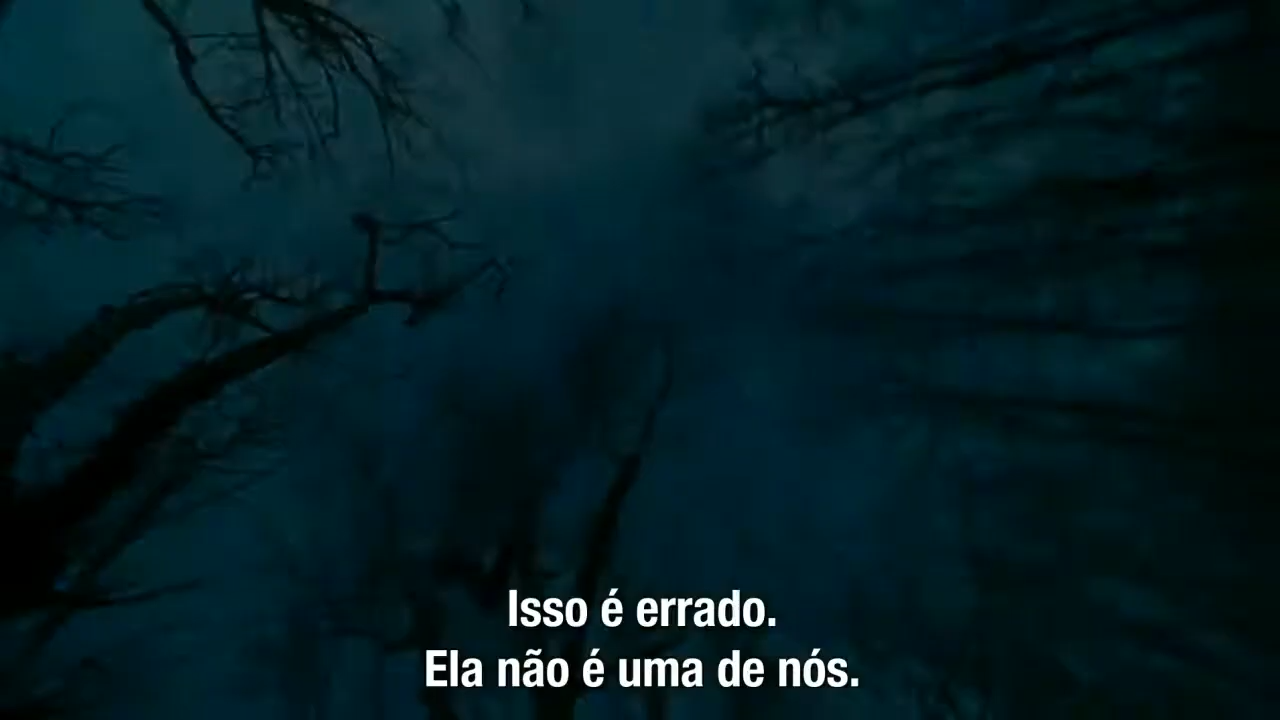 Isso é errado.
Ela não é uma de nós.